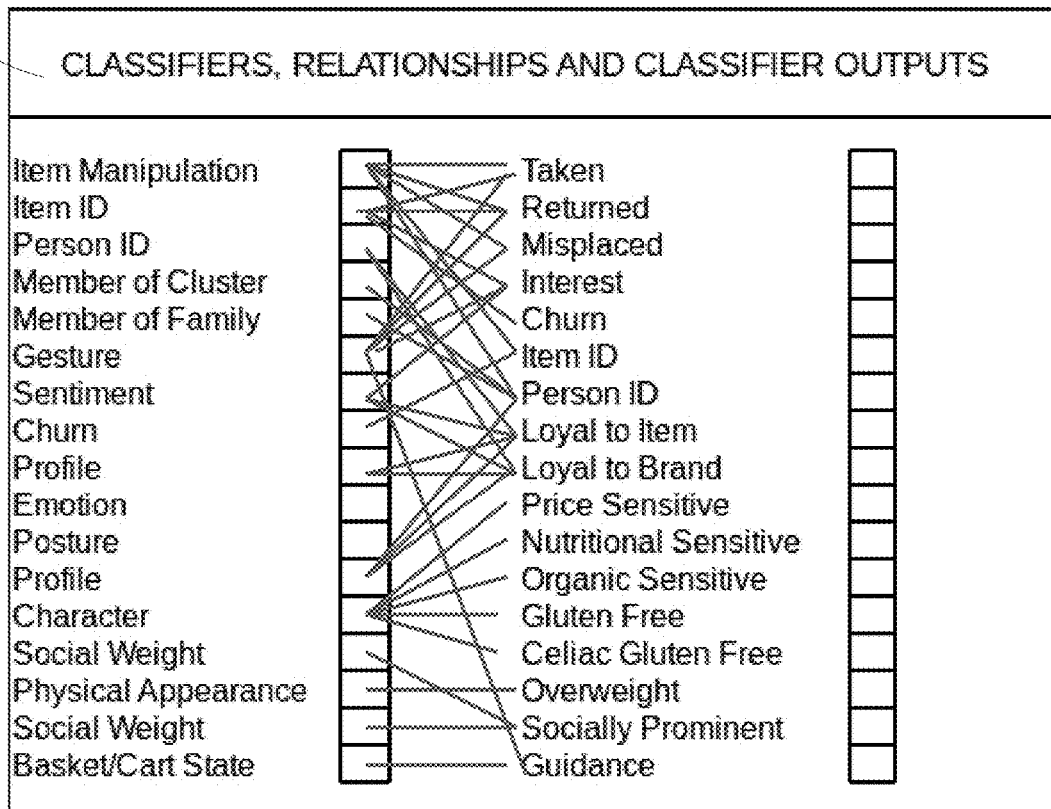 CLASSIFIERS, RELATIONSHIPS AND CLASSIFIER OUTPUTS
Item Manipulation
Item ID
Person ID
Member of Cluster
Member of Family
Gesture
Sentiment
Churn
Profile
Emotion
Posture
Profile
Character
Social Weight
Physical Appearance
Social Weight
Basket/Cart State
Taken
Returned
Misplaced
Interest
Churn
Item ID
Person ID
Loyal to Item
Loyal to Brand
Price Sensitive
Nutritional Sensitive
Organic Sensitive
Gluten Free
Celiac Gluten Free
Overweight
Socially Prominent
Guidance